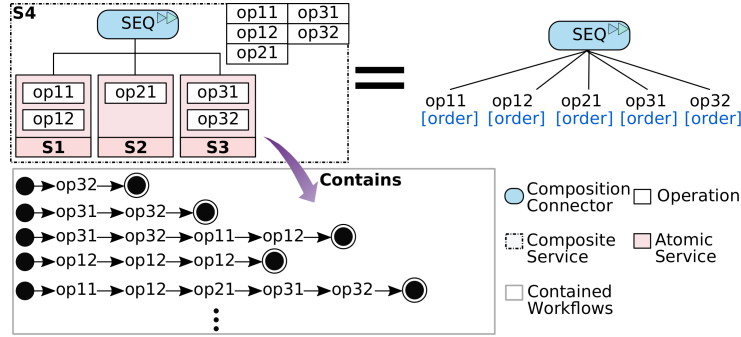 S4
SEQ
op11 op31
op12 op32
op21
op11
op12
S1
op21
S2
op31
op32
S3
=
SEQ
op11 op12 op21 op31 op32
[order] [order] [order] [order] [order]
Contains
op32
op31 op32
op31 op32 op11 op12
op12 op12 op12
op11 op12 op21 op31 op32
Composition
Connector
Operation
Composite
Service
Atomic
Service
Contained
Workflows